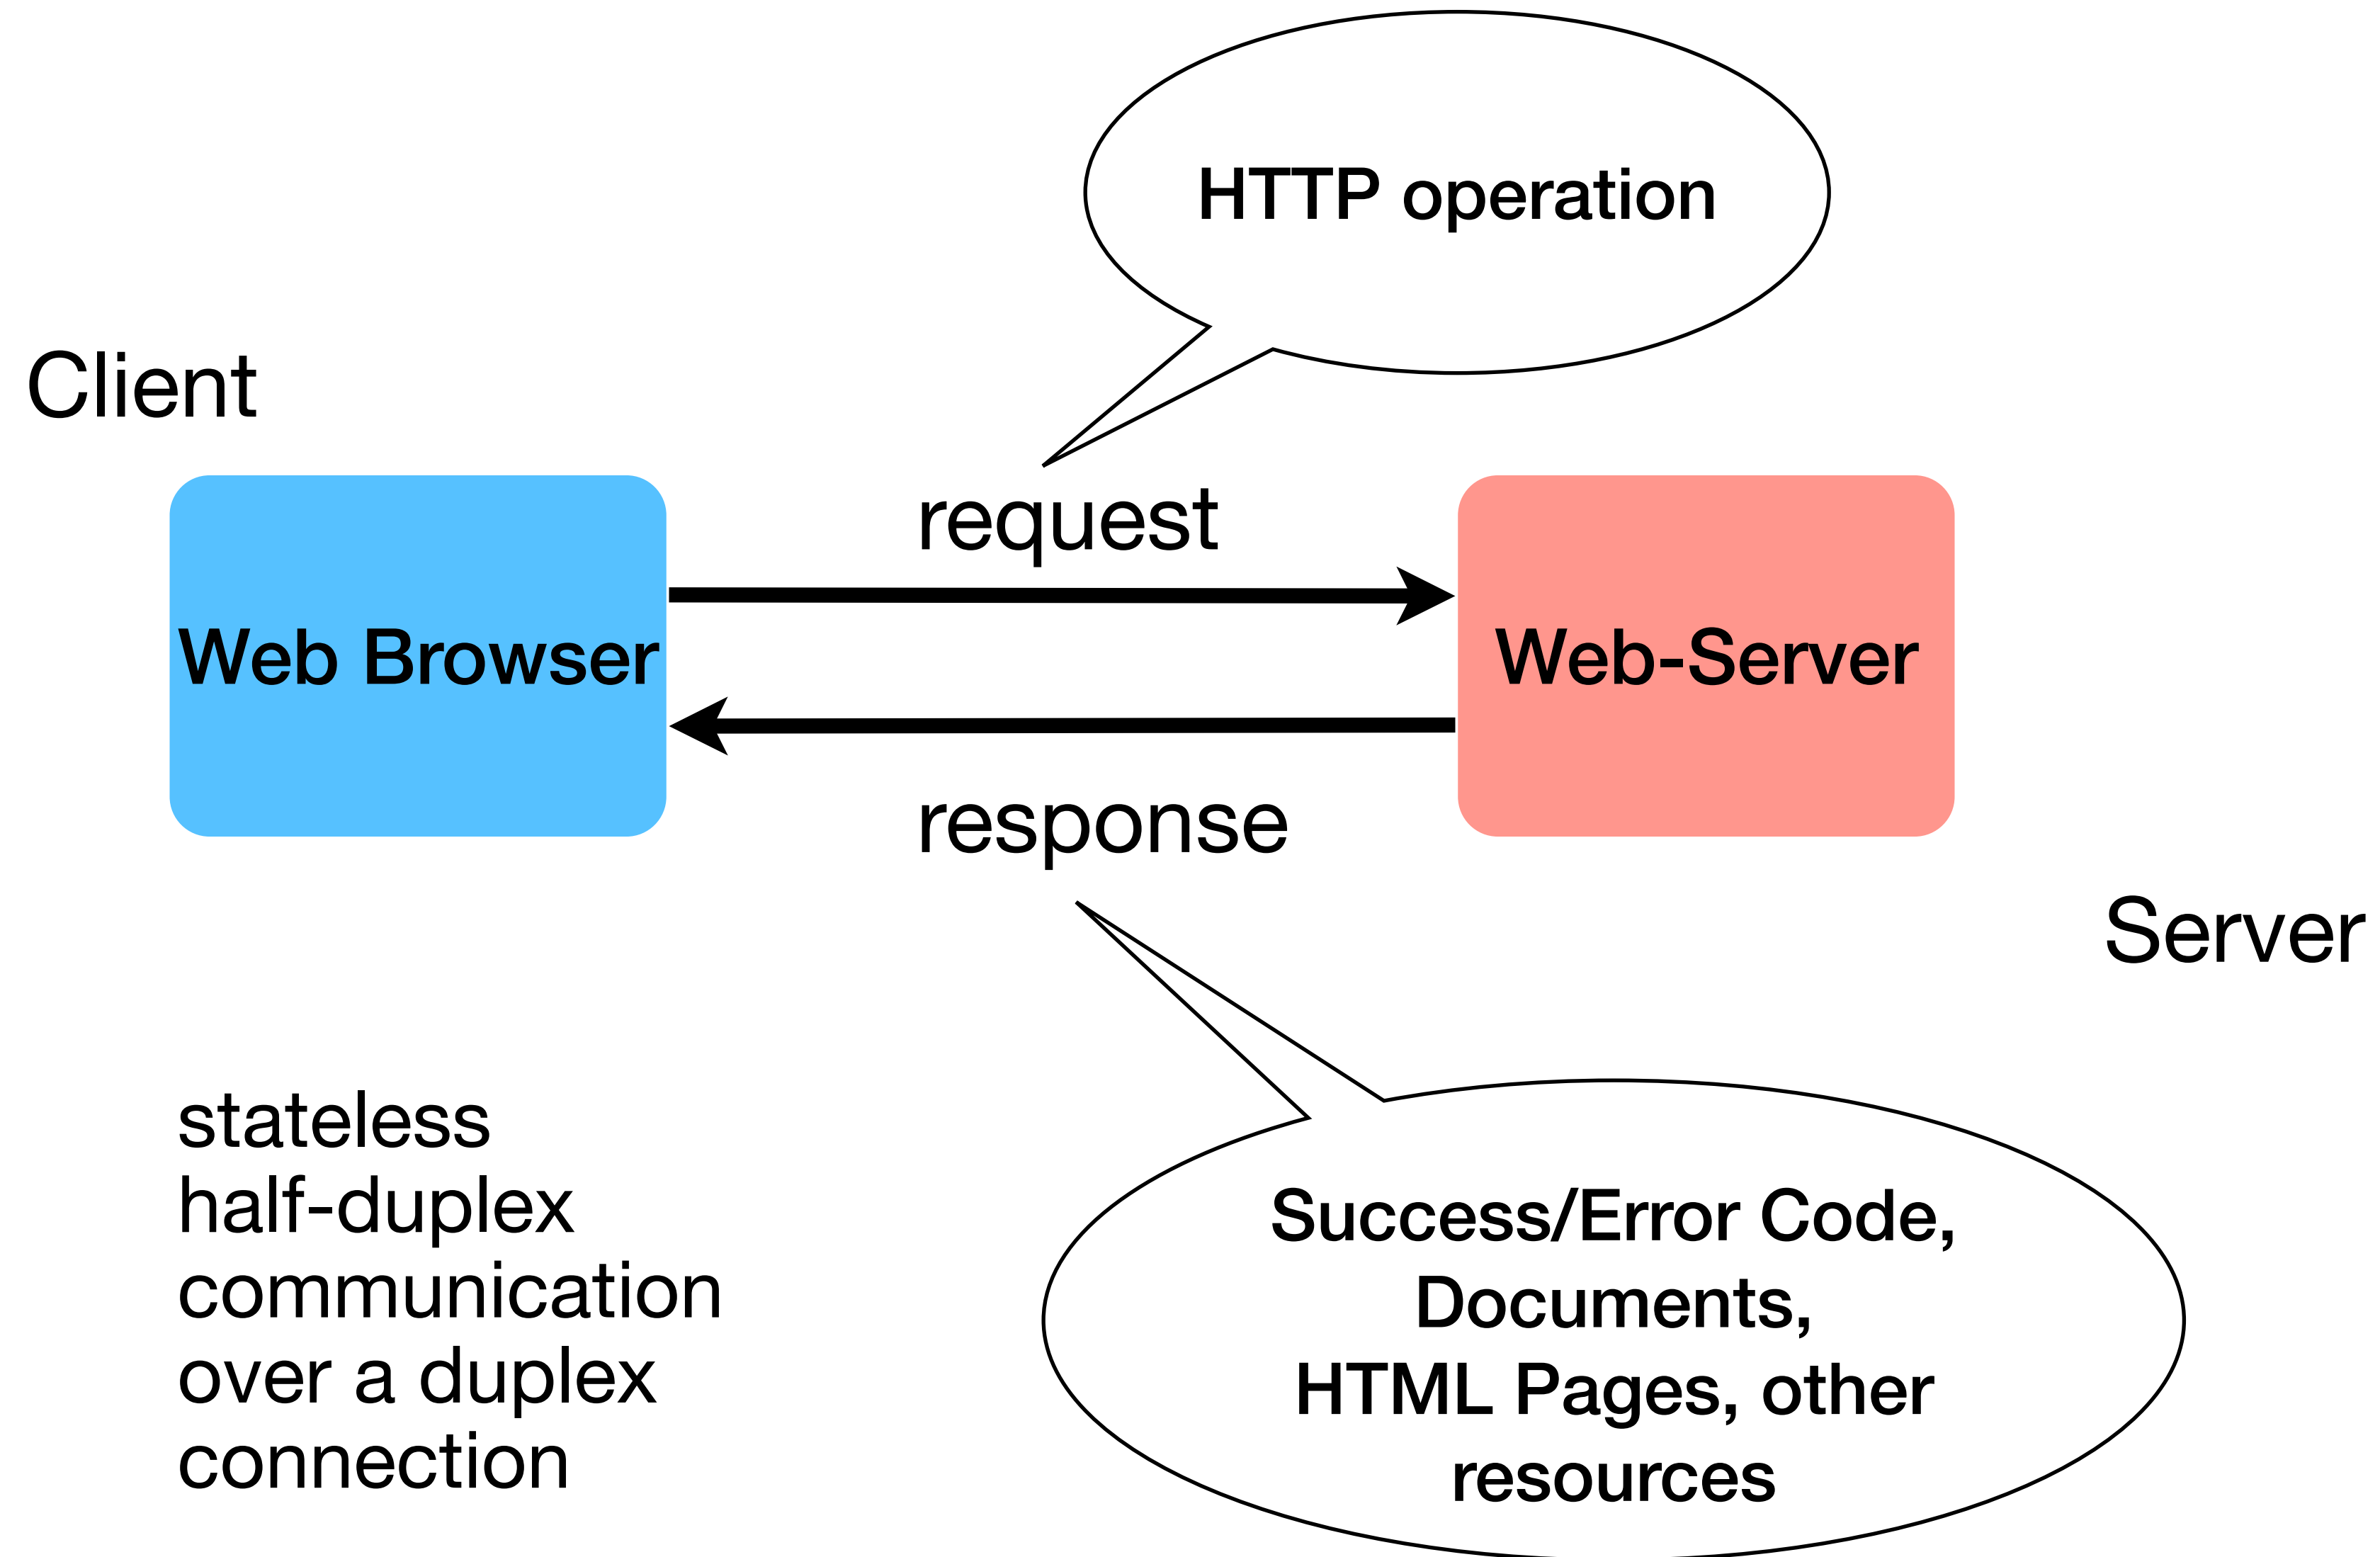 HTTP operation
Client
request
Web Browser
Web-Server
response
Server
stateless
half-duplex
communication
over a duplex
connection
Success/Error Code,
Documents,
HTML Pages, other
resources